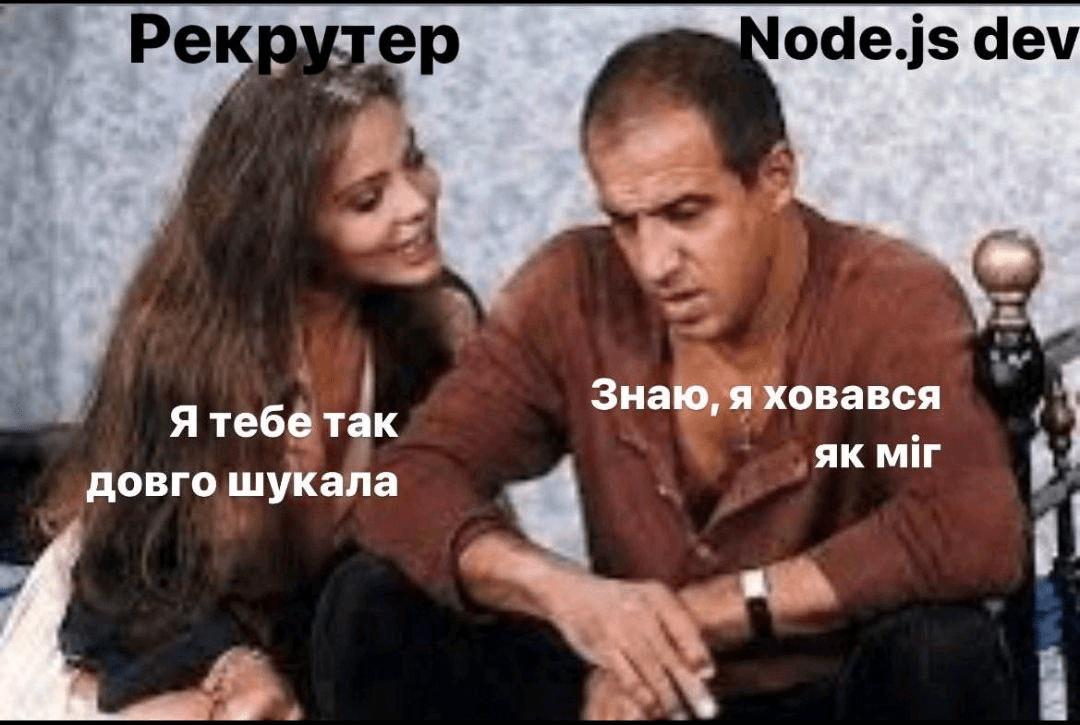 Рекрутер
Node.js dev
Я тебе так
довго шукала
Знаю, я ховався
як міг